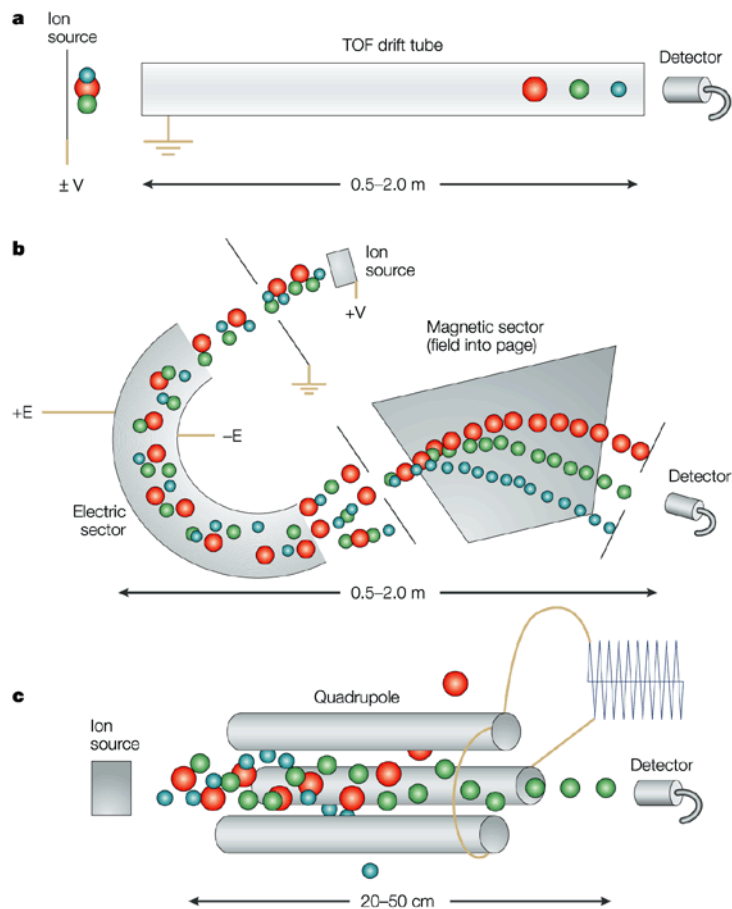 a
Ion
source
TOF drift tube
Detector
± V
0.5–2.0 m
b
Ion
source
+V
Magnetic sector
(field into page)
+E
–E
Electric
sector
Detector
0.5–2.0 m
c
Quadrupole
Ion
source
Detector
20–50 cm